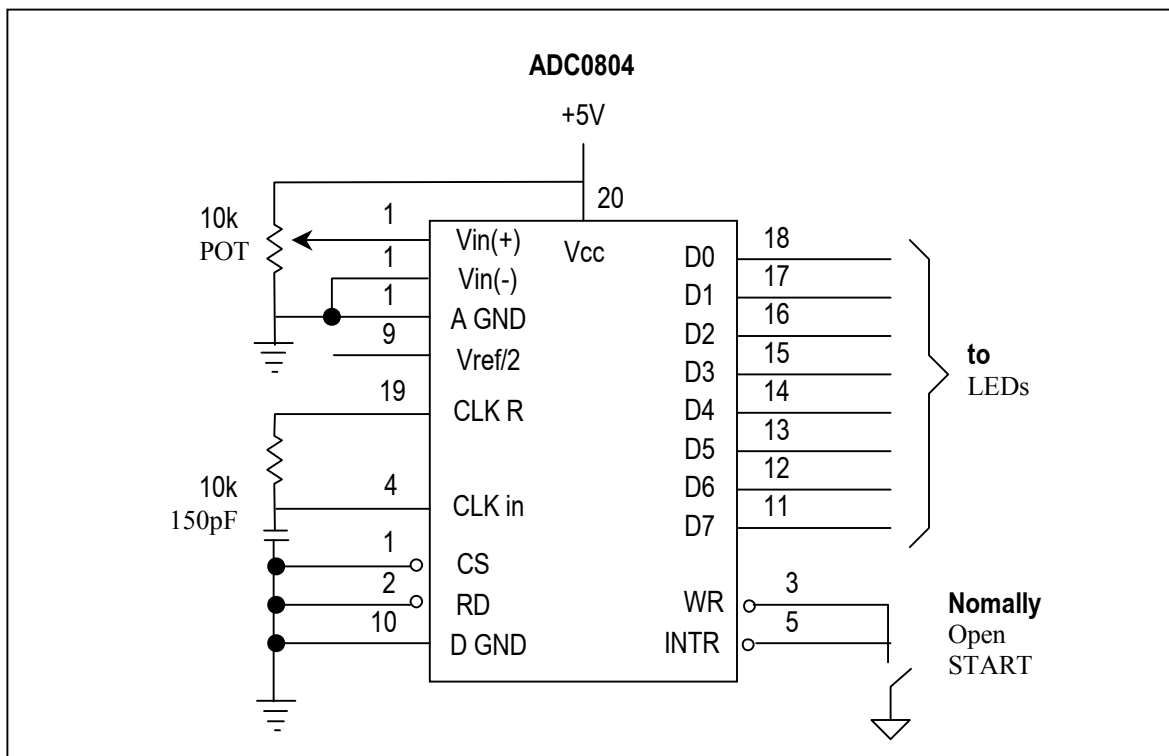 ADC0804
+5V
20
10k
POT
1
Vin(+)
Vcc
1
Vin(-)
1
A GND
9
Vref/2
19
CLK R
10k
150pF
4
CLK in
1
CS
2
RD
10
D GND
D0
18
D1
17
D2
16
D3
15
D4
14
D5
13
D6
12
D7
11
to
LEDs
WR
3
INTR
5
Nomally
Open
START